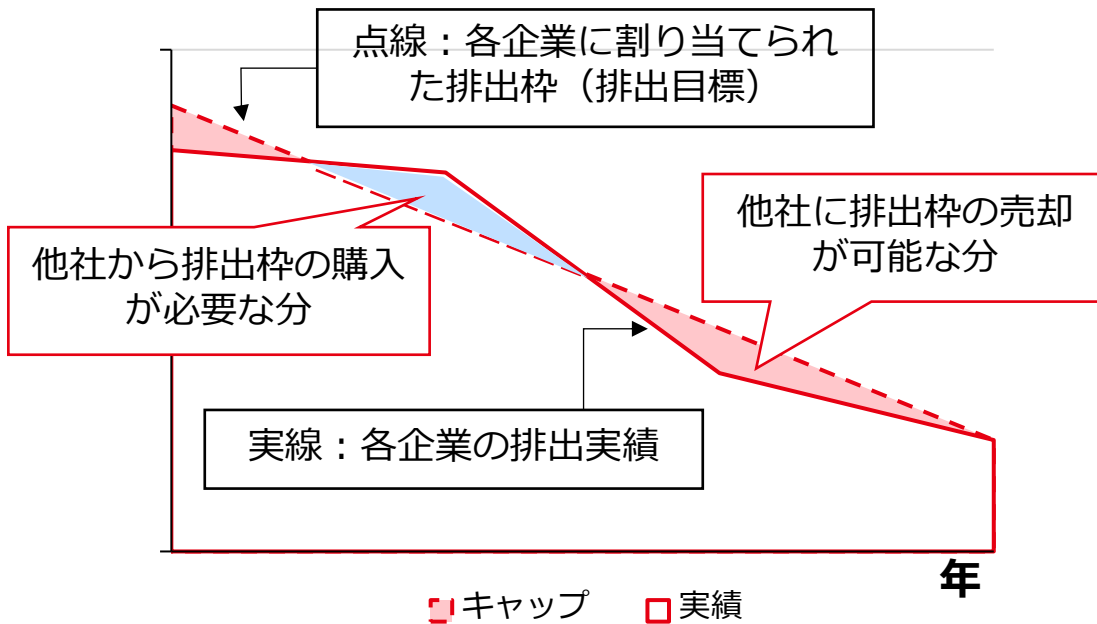 点線：各企業に割り当てられ
た排出枠（排出目標）
他社から排出枠の購入
が必要な分
他社に排出枠の売却
が可能な分
実線：各企業の排出実績
年
キャップ
実績